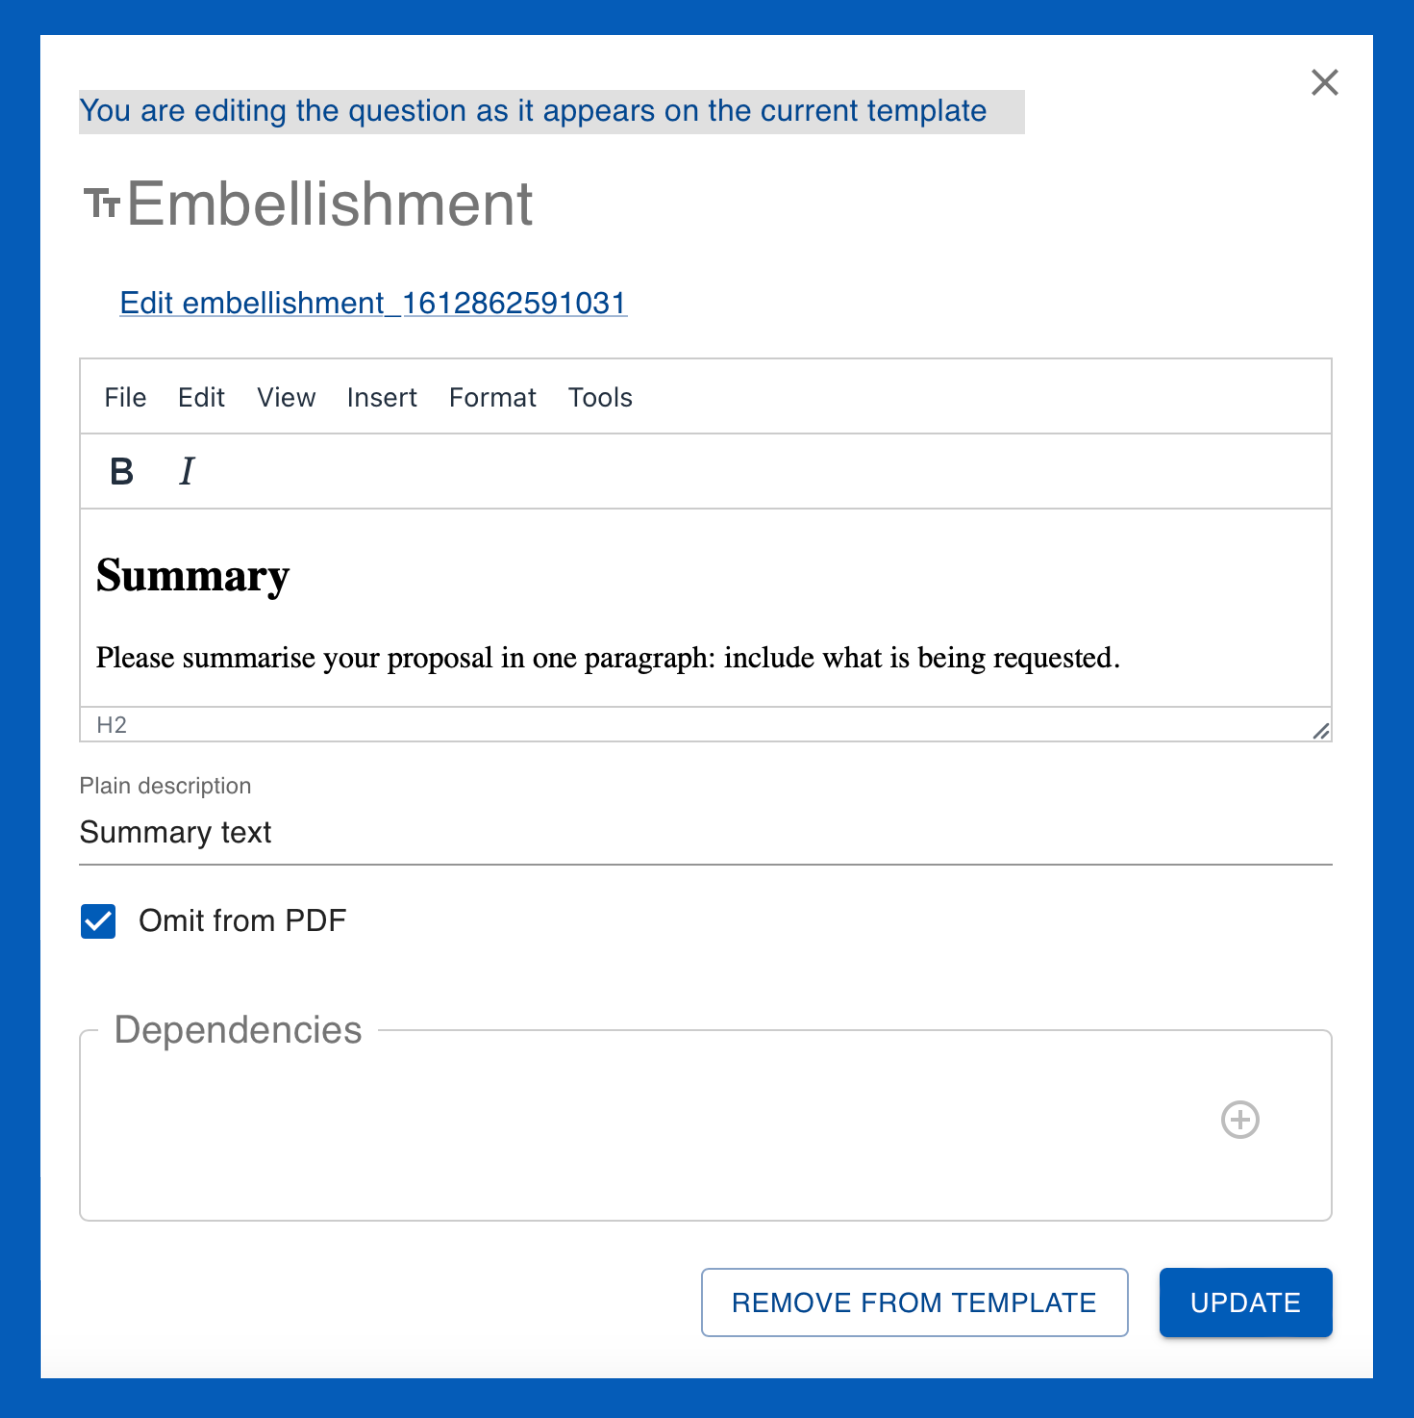 You are editing the question as it appears on the current template
Embellishment
Edit embellishment_1612862591031
File Edit View Insert Format Tools
B I
Summary
Please summarise your proposal in one paragraph: include what is being requested.
H2
Plain description
Summary text
Omit from PDF
Dependencies
REMOVE FROM TEMPLATE UPDATE